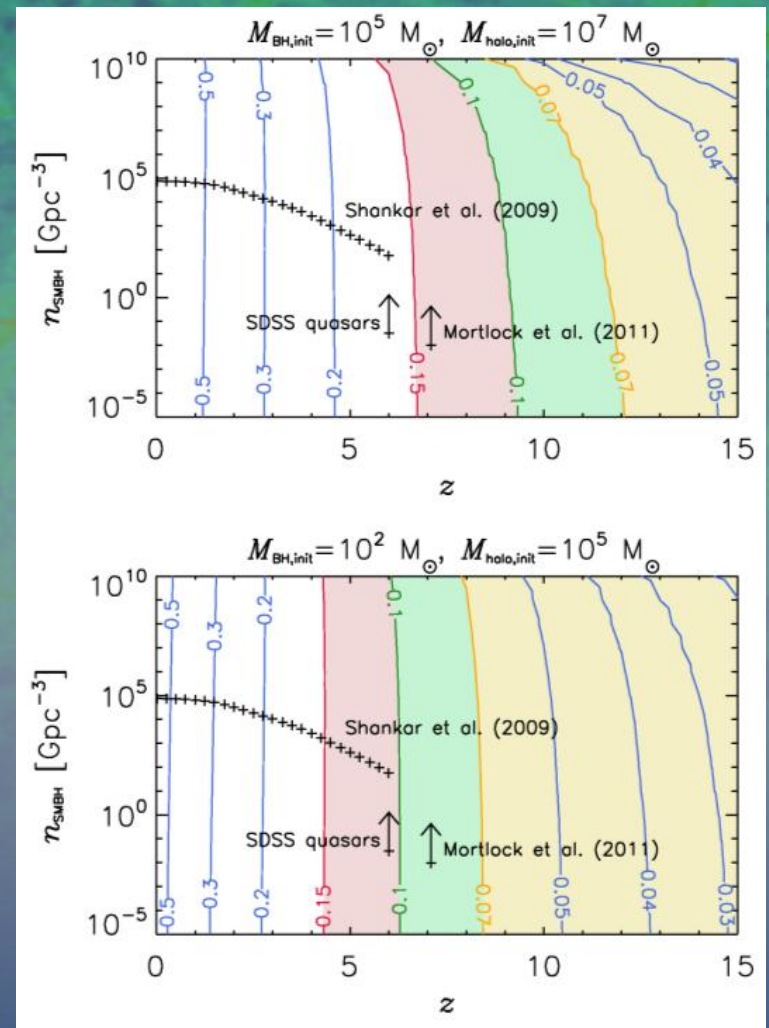 M_BH,init=10^5 M_⊙, M_halo,init=10^7 M_⊙
10^10
10^5
10^0
10^-5
n_SMBH [Gpc^-3]
0.5
0.3
0.1
0.07
0.05
0.04
Shankar et al. (2009)
SDSS quasars
Mortlock et al. (2011)
0.5
0.3
0.2
0.15
0.1
0.07
0.05
0 5 10 15
z
M_BH,init=10^2 M_⊙, M_halo,init=10^5 M_⊙
10^10
10^5
10^0
10^-5
n_SMBH [Gpc^-3]
0.5
0.3
0.2
0.1
Shankar et al. (2009)
SDSS quasars
Mortlock et al. (2011)
0.5
0.3
0.2
0.15
0.1
0.07
0.05
0.04
0.03
0 5 10 15
z